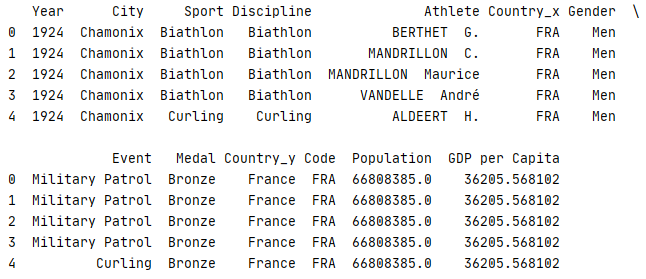 Year City Sport Discipline Athlete Country_x Gender \
0 1924 Chamonix Biathlon Biathlon BERTHET G. FRA Men
1 1924 Chamonix Biathlon Biathlon MANDRILLON C. FRA Men
2 1924 Chamonix Biathlon Biathlon MANDRILLON Maurice FRA Men
3 1924 Chamonix Biathlon Biathlon VANDELLE André FRA Men
4 1924 Chamonix Curling Curling ALDEERT H. FRA Men
Event Medal Country_y Code Population GDP per Capita
0 Military Patrol Bronze France FRA 66808385.0 36205.568102
1 Military Patrol Bronze France FRA 66808385.0 36205.568102
2 Military Patrol Bronze France FRA 66808385.0 36205.568102
3 Military Patrol Bronze France FRA 66808385.0 36205.568102
4 Curling Bronze France FRA 66808385.0 36205.568102